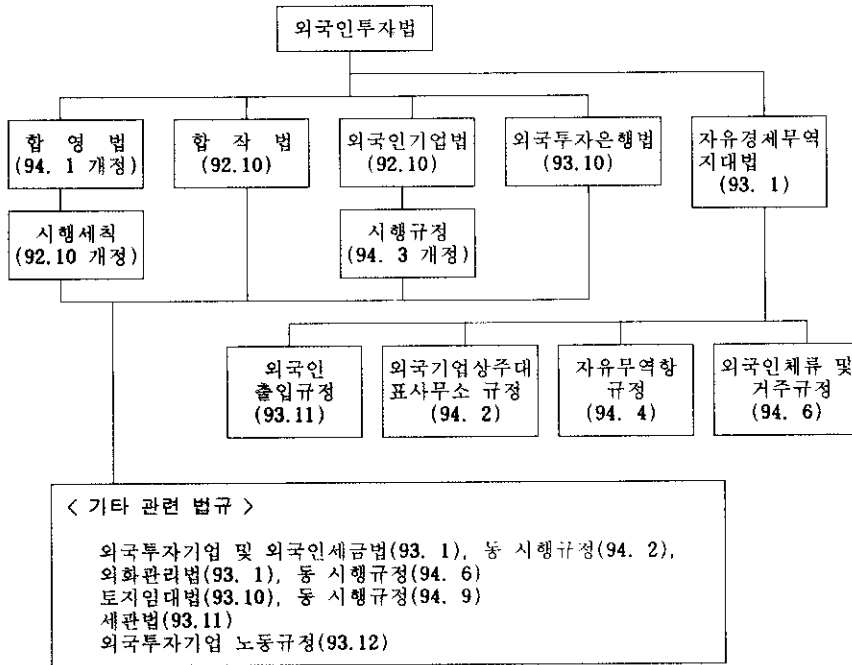 외국인투자법
합 영 법
(94. 1 개정)
합 작 법
(92.10)
외국인기업법
(92.10)
외국투자은행법
(93.10)
자유경제무역
지대법
(93. 1)
시행세칙
(92.10 개정)
시행규정
(94. 3 개정)
외국인
출입규정
(93.11)
외국기업상주대
표사무소 규정
(94. 2)
자유무역항
규정
(94. 4)
외국인체류 및
거주규정
(94. 6)
< 기타 관련 법규 >
외국투자기업 및 외국인세금법(93. 1), 동 시행규정(94. 2),
외화관리법(93. 1), 동 시행규정(94. 6)
토지임대법(93.10), 동 시행규정(94. 9)
세관법(93.11)
외국투자기업 노동규정(93.12)